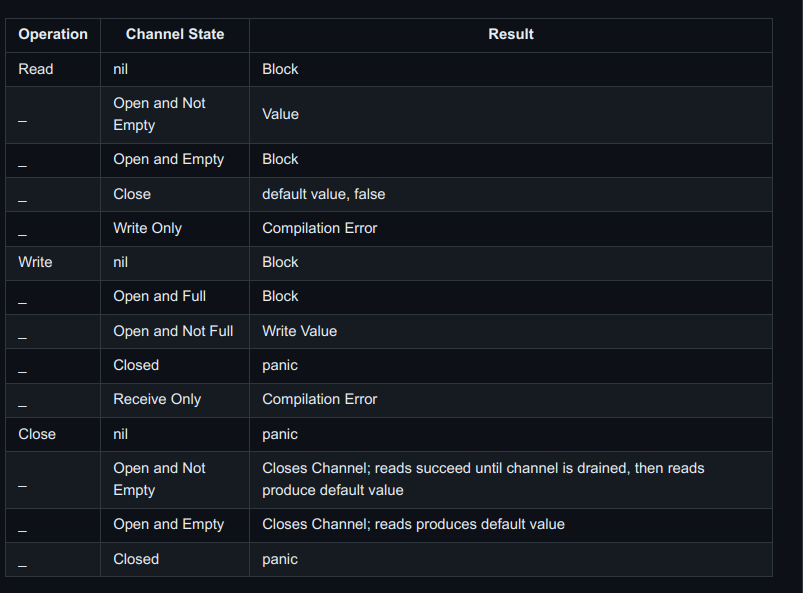 Operation Channel State Result
Read nil Block
_ Open and Not Empty Value
_ Open and Empty Block
_ Close default value, false
_ Write Only Compilation Error
Write nil Block
_ Open and Full Block
_ Open and Not Full Write Value
_ Closed panic
_ Receive Only Compilation Error
Close nil panic
_ Open and Not Empty Closes Channel; reads succeed until channel is drained, then reads produce default value
_ Open and Empty Closes Channel; reads produces default value
_ Closed panic